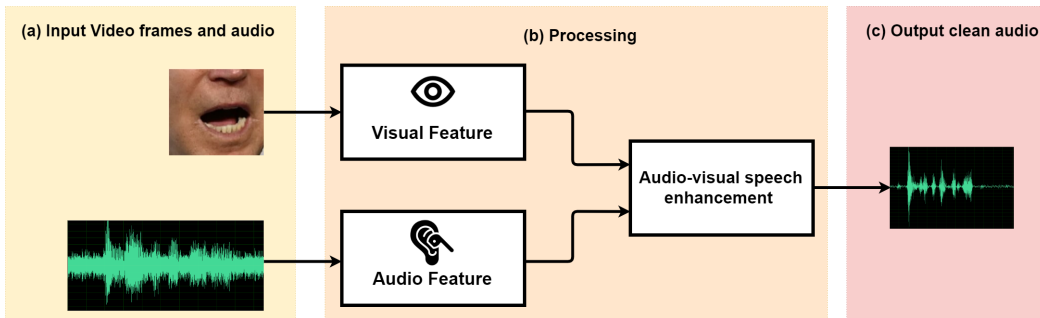 (a) Input Video frames and audio
(b) Processing
(c) Output clean audio
Visual Feature
Audio-visual speech
enhancement
Audio Feature